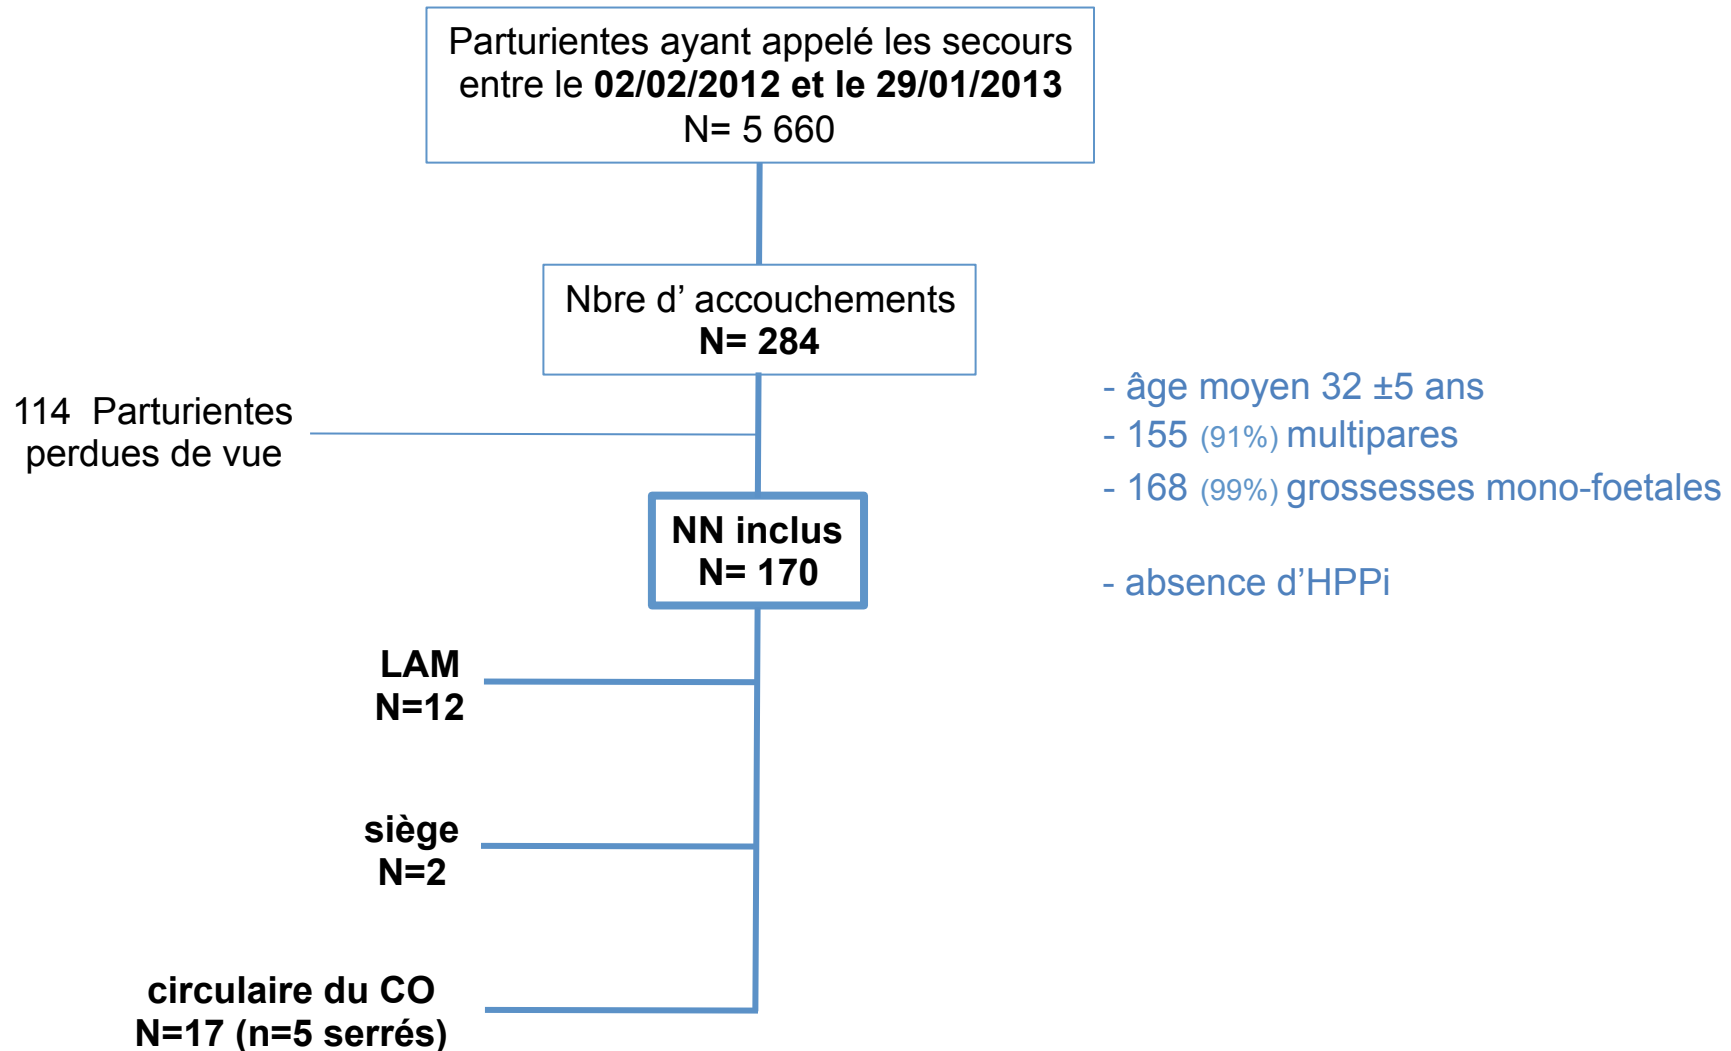 Parturientes ayant appelé les secours
entre le 02/02/2012 et le 29/01/2013
N= 5 660
Nbre d’ accouchements
N= 284
114 Parturientes
perdues de vue
- âge moyen 32 ±5 ans
- 155 (91%) multipares
- 168 (99%) grossesses mono-foetales
- absence d’HPPi
NN inclus
N= 170
LAM
N=12
siège
N=2
circulaire du CO
N=17 (n=5 serrés)